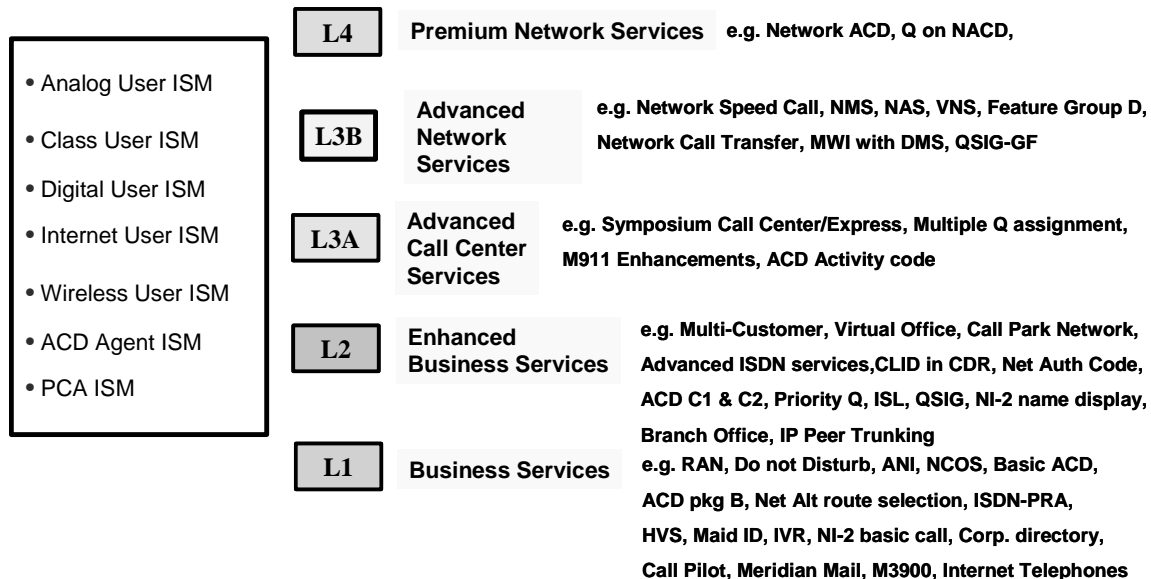 • Analog User ISM
• Class User ISM
• Digital User ISM
• Internet User ISM
• Wireless User ISM
• ACD Agent ISM
• PCA ISM
L4
Premium Network Services
e.g. Network ACD, Q on NACD,
L3B
Advanced
Network
Services
e.g. Network Speed Call, NMS, NAS, VNS, Feature Group D,
Network Call Transfer, MWI with DMS, QSIG-GF
L3A
Advanced
Call Center
Services
e.g. Symposium Call Center/Express, Multiple Q assignment,
M911 Enhancements, ACD Activity code
L2
Enhanced
Business Services
e.g. Multi-Customer, Virtual Office, Call Park Network,
Advanced ISDN services,CLID in CDR, Net Auth Code,
ACD C1 & C2, Priority Q, ISL, QSIG, NI-2 name display,
Branch Office, IP Peer Trunking
L1
Business Services
e.g. RAN, Do not Disturb, ANI, NCOS, Basic ACD,
ACD pkg B, Net Alt route selection, ISDN-PRA,
HVS, Maid ID, IVR, NI-2 basic call, Corp. directory,
Call Pilot, Meridian Mail, M3900, Internet Telephones